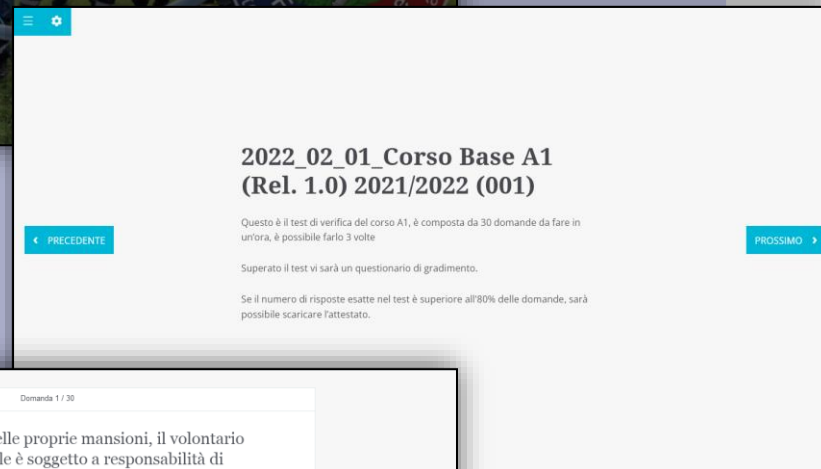 2022_02_01_Corso Base A1
(Rel. 1.0) 2021/2022 (001)
Questo è il test di verifica del corso A1, è composta da 30 domande da fare in
un'ora, è possibile farlo 3 volte
PRECEDENTE
PROSSIMO
Superato il test vi sarà un questionario di gradimento.
Se il numero di risposte esatte nel test è superiore all'80% delle domande, sarà
possibile scaricare l'attestato.
Domanda 1 / 30
elle proprie mansioni, il volontario
le è soggetto a responsabilità di